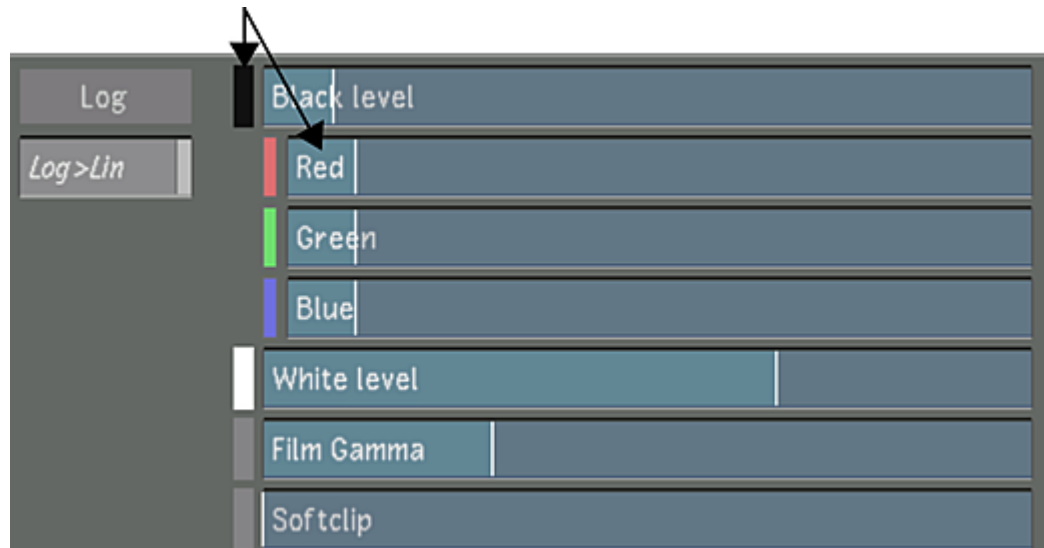 Log
Black level
Log>Lin
Red
Green
Blue
White level
Film Gamma
Softclip